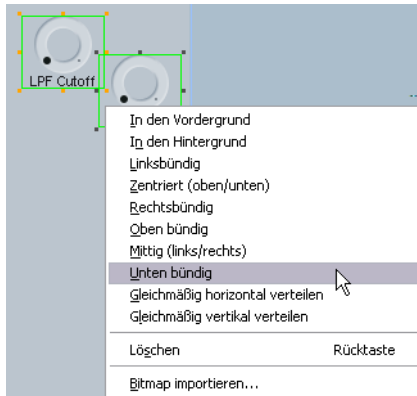 LPF Cutoff
In den Vordergrund
In den Hintergrund
Linksbündig
Zentriert (oben/unten)
Rechtsbündig
Oben bündig
Mittig (links/rechts)
Unten bündig
Gleichmäßig horizontal verteilen
Gleichmäßig vertikal verteilen
Löschen Rücktaste
Bitmap importieren...